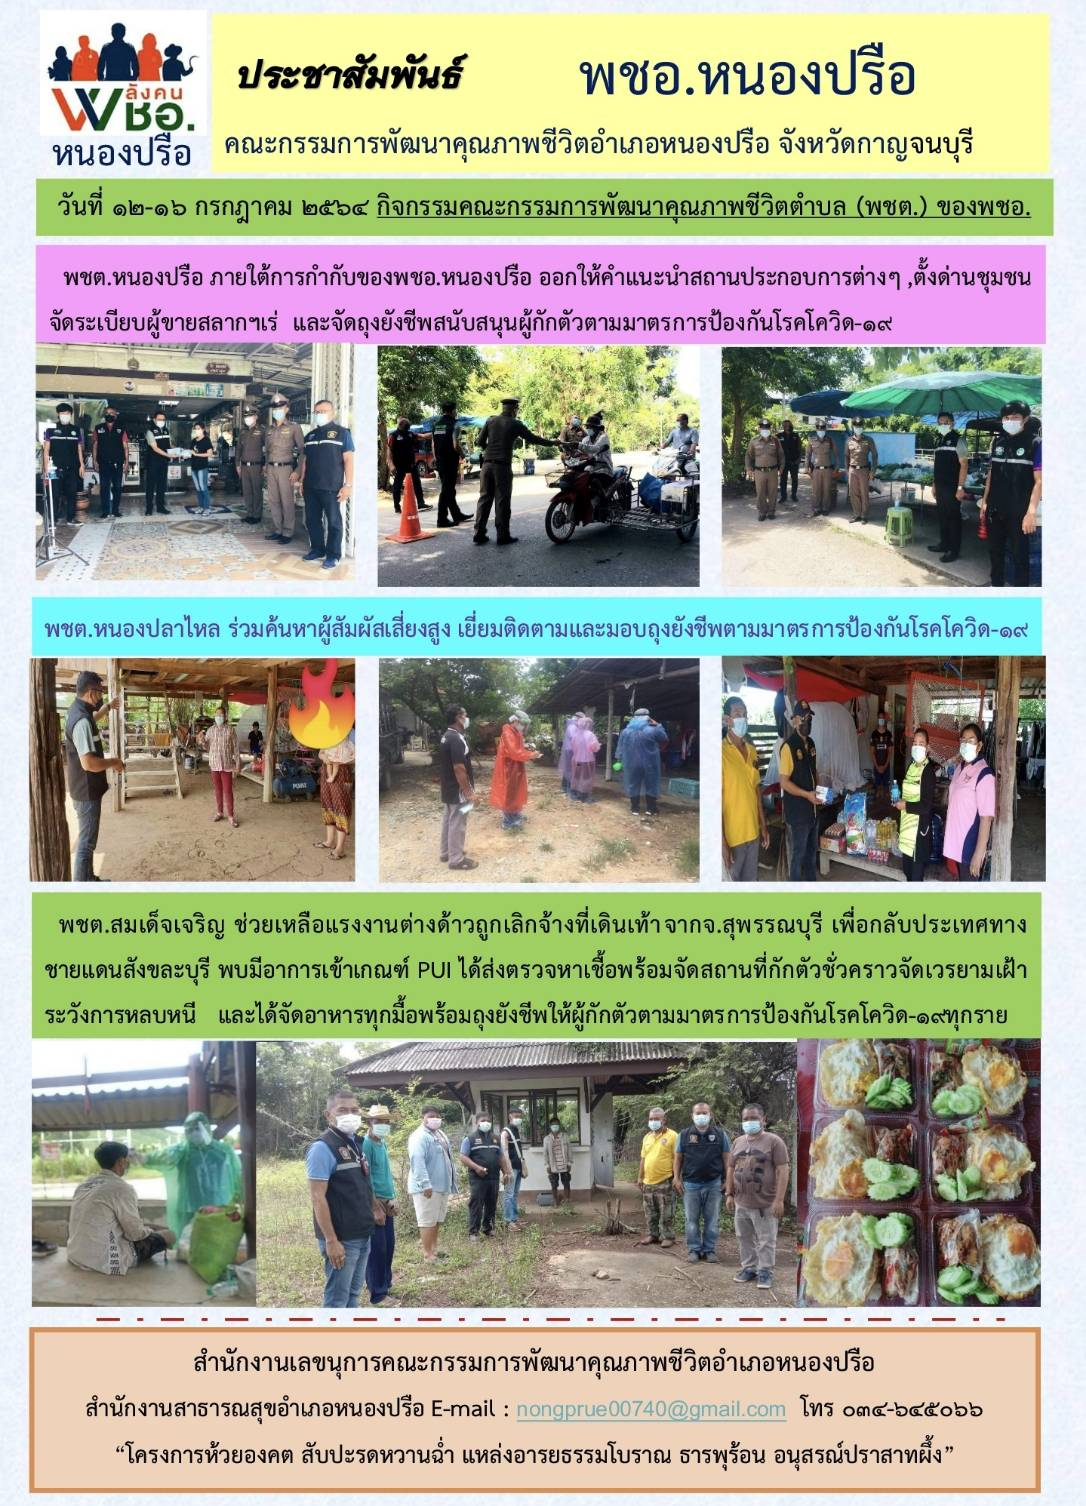 พลังคน
พชอ.
หนองปรือ
ประชาสัมพันธ์ พชอ.หนองปรือ
คณะกรรมการพัฒนาคุณภาพชีวิตอำเภอหนองปรือ จังหวัดกาญจนบุรี
วันที่ ๑๒-๑๖ กรกฎาคม ๒๕๖๔ กิจกรรมคณะกรรมการพัฒนาคุณภาพชีวิตตำบล (พชต.) ของพชอ.
พชต.หนองปรือ ภายใต้การกำกับของพชอ.หนองปรือ ออกให้คำแนะนำสถานประกอบการต่างๆ ,ตั้งด่านชุมชน
จัดระเบียบผู้ขายสลากฯเร่ และจัดถุงยังชีพสนับสนุนผู้กักตัวตามมาตรการป้องกันโรคโควิด-๑๙
พชต.หนองปลาไหล ร่วมค้นหาผู้สัมผัสเสี่ยงสูง เยี่ยมติดตามและมอบถุงยังชีพตามมาตรการป้องกันโรคโควิด-๑๙
พชต.สมเด็จเจริญ ช่วยเหลือแรงงานต่างด้าวถูกเลิกจ้างที่เดินเท้าจากจ.สุพรรณบุรี เพื่อกลับประเทศทาง
ชายแดนสังขละบุรี พบมีอาการเข้าเกณฑ์ PUI ได้ส่งตรวจหาเชื้อพร้อมจัดสถานที่กักตัวชั่วคราวจัดเวรยามเฝ้า
ระวังการหลบหนี และได้จัดอาหารทุกมื้อพร้อมถุงยังชีพให้ผู้กักตัวตามมาตรการป้องกันโรคโควิด-๑๙ทุกราย
สำนักงานเลขนุการคณะกรรมการพัฒนาคุณภาพชีวิตอำเภอหนองปรือ
สำนักงานสาธารณสุขอำเภอหนองปรือ E-mail : nongprue00740@gmail.com โทร ๐๓๔-๖๔๕๐๖๖
“โครงการห้วยองคต สับปะรดหวานฉ่ำ แหล่งอารยธรรมโบราณ ธารพุร้อน อนุสรณ์ปราสาทผึ้ง”